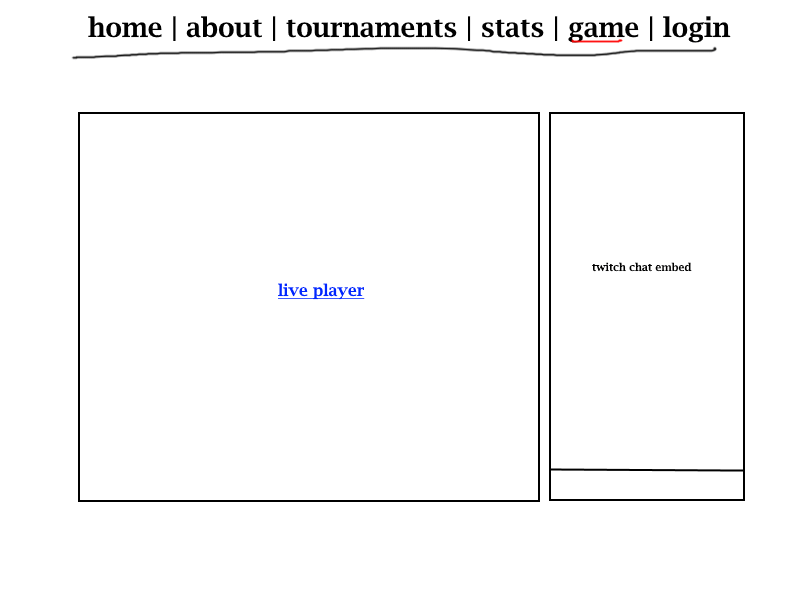 home | about | tournaments | stats | game | login
live player
twitch chat embed